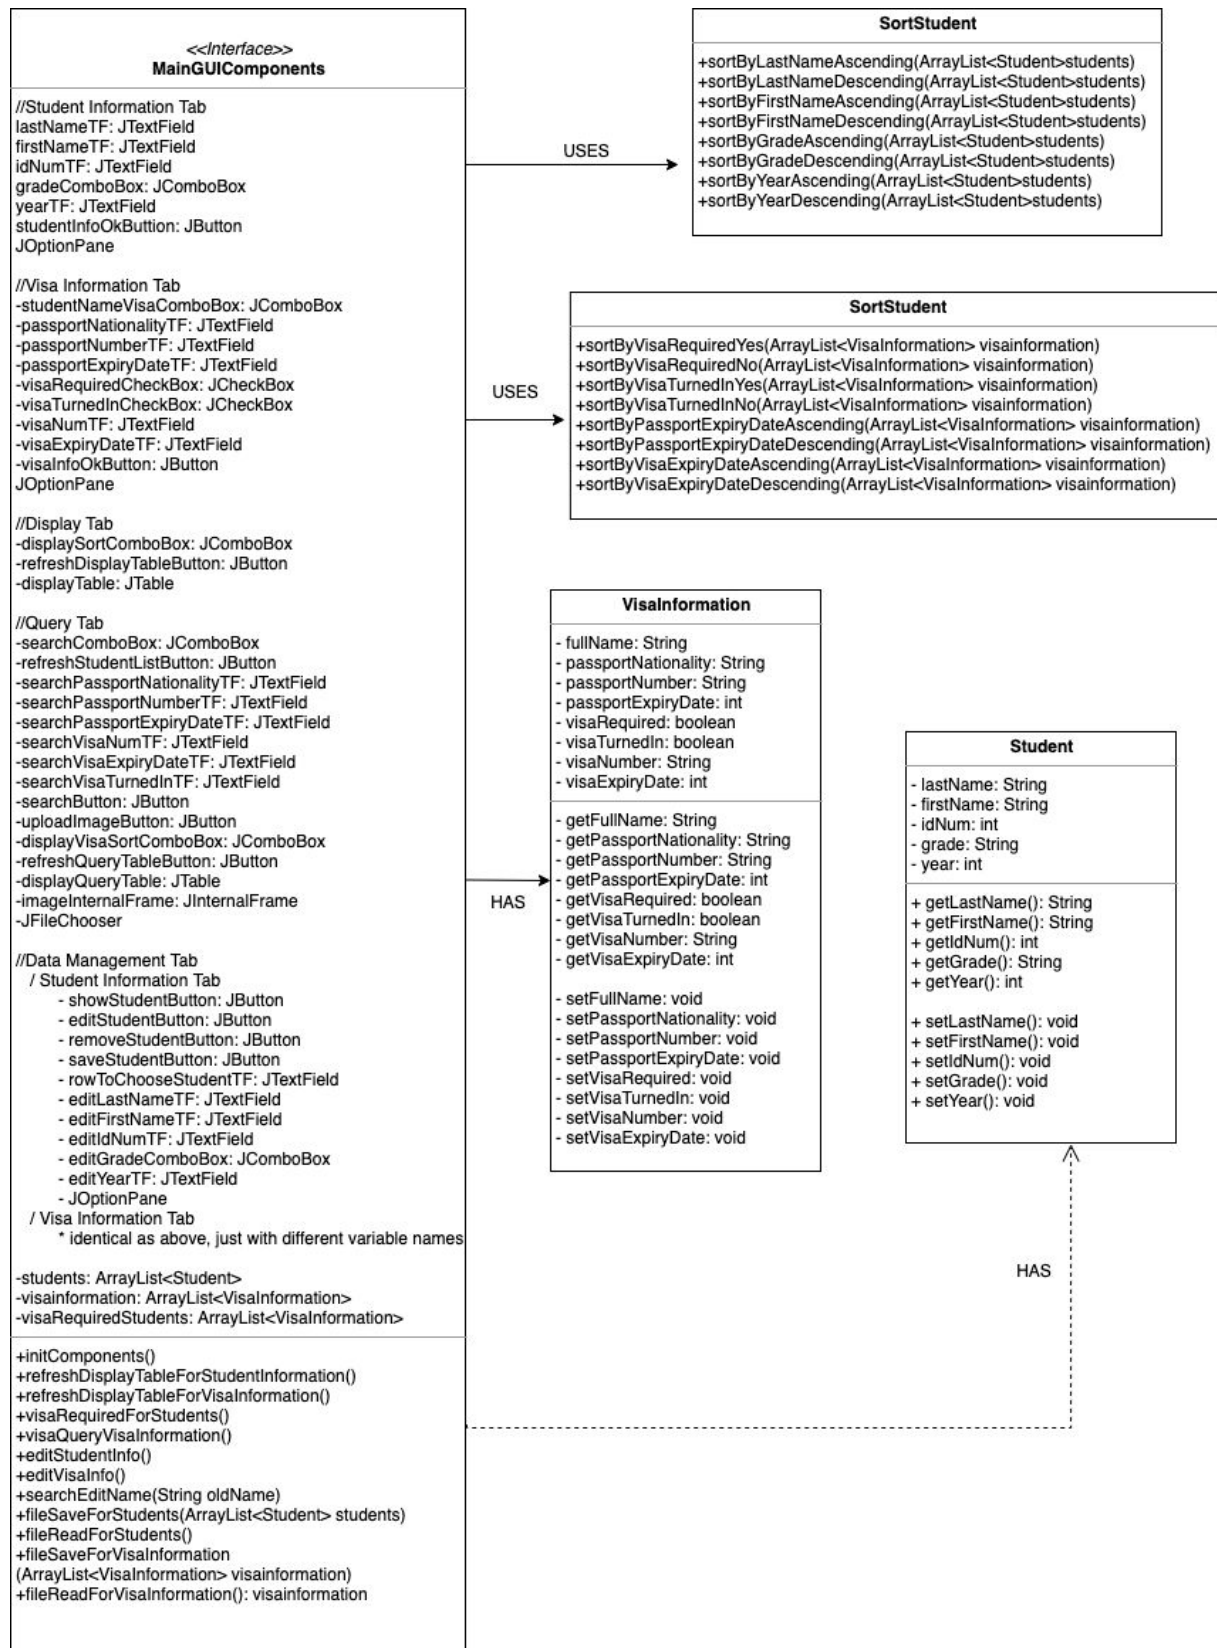 <<Interface>>
MainGUIComponents
//Student Information Tab
lastNameTF: JTextField
firstNameTF: JTextField
idNumTF: JTextField
gradeComboBox: JComboBox
yearTF: JTextField
studentInfoOkButtion: JButton
JOptionPane
//Visa Information Tab
-studentNameVisaComboBox: JComboBox
-passportNationalityTF: JTextField
-passportNumberTF: JTextField
-passportExpiryDateTF: JTextField
-visaRequiredCheckBox: JCheckBox
-visaTurnedInCheckBox: JCheckBox
-visaNumTF: JTextField
-visaExpiryDateTF: JTextField
-visaInfoOkButton: JButton
JOptionPane
//Display Tab
-displaySortComboBox: JComboBox
-refreshDisplayTableButton: JButton
-displayTable: JTable
//Query Tab
-searchComboBox: JComboBox
-refreshStudentListButton: JButton
-searchPassportNationalityTF: JTextField
-searchPassportNumberTF: JTextField
-searchPassportExpiryDateTF: JTextField
-searchVisaNumTF: JTextField
-searchVisaExpiryDateTF: JTextField
-searchVisaTurnedInTF: JTextField
-searchButton: JButton
-uploadImageButton: JButton
-displayVisaSortComboBox: JComboBox
-refreshQueryTableButton: JButton
-displayQueryTable: JTable
-imageInternalFrame: JInternalFrame
-JFileChooser
//Data Management Tab
/ Student Information Tab
- showStudentButton: JButton
- editStudentButton: JButton
- removeStudentButton: JButton
- saveStudentButton: JButton
- rowToChooseStudentTF: JTextField
- editLastNameTF: JTextField
- editFirstNameTF: JTextField
- editIdNumTF: JTextField
- editGradeComboBox: JComboBox
- editYearTF: JTextField
- JOptionPane
/ Visa Information Tab
* identical as above, just with different variable names
-students: ArrayList<Student>
-visainformation: ArrayList<VisaInformation>
-visaRequiredStudents: ArrayList<VisaInformation>
+initComponents()
+refreshDisplayTableForStudentInformation()
+refreshDisplayTableForVisaInformation()
+visaRequiredForStudents()
+visaQueryVisaInformation()
+editStudentInfo()
+editVisaInfo()
+searchEditName(String oldName)
+fileSaveForStudents(ArrayList<Student> students)
+fileReadForStudents()
+fileSaveForVisaInformation
(ArrayList<VisaInformation> visainformation)
+fileReadForVisaInformation(): visainformation
USES
SortStudent
+sortByLastNameAscending(ArrayList<Student>students)
+sortByLastNameDescending(ArrayList<Student>students)
+sortByFirstNameAscending(ArrayList<Student>students)
+sortByFirstNameDescending(ArrayList<Student>students)
+sortByGradeAscending(ArrayList<Student>students)
+sortByGradeDescending(ArrayList<Student>students)
+sortByYearAscending(ArrayList<Student>students)
+sortByYearDescending(ArrayList<Student>students)
USES
SortStudent
+sortByVisaRequiredYes(ArrayList<VisaInformation> visainformation)
+sortByVisaRequiredNo(ArrayList<VisaInformation> visainformation)
+sortByVisaTurnedInYes(ArrayList<VisaInformation> visainformation)
+sortByVisaTurnedInNo(ArrayList<VisaInformation> visainformation)
+sortByPassportExpiryDateAscending(ArrayList<VisaInformation> visainformation)
+sortByPassportExpiryDateDescending(ArrayList<VisaInformation> visainformation)
+sortByVisaExpiryDateAscending(ArrayList<VisaInformation> visainformation)
+sortByVisaExpiryDateDescending(ArrayList<VisaInformation> visainformation)
HAS
VisaInformation
- fullName: String
- passportNationality: String
- passportNumber: String
- passportExpiryDate: int
- visaRequired: boolean
- visaTurnedIn: boolean
- visaNumber: String
- visaExpiryDate: int
- getFullName: String
- getPassportNationality: String
- getPassportNumber: String
- getPassportExpiryDate: int
- getVisaRequired: boolean
- getVisaTurnedIn: boolean
- getVisaNumber: String
- getVisaExpiryDate: int
- setFullName: void
- setPassportNationality: void
- setPassportNumber: void
- setPassportExpiryDate: void
- setVisaRequired: void
- setVisaTurnedIn: void
- setVisaNumber: void
- setVisaExpiryDate: void
Student
- lastName: String
- firstName: String
- idNum: int
- grade: String
- year: int
+ getLastName(): String
+ getFirstName(): String
+ getIdNum(): int
+ getGrade(): String
+ getYear(): int
+ setLastName(): void
+ setFirstName(): void
+ setIdNum(): void
+ setGrade(): void
+ setYear(): void
HAS